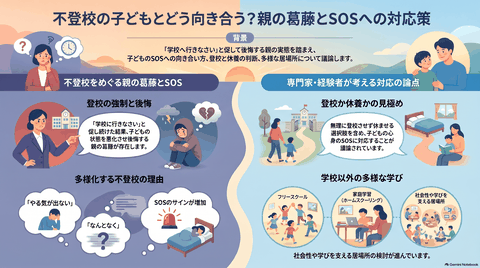 不登校の子どもとどう向き合う？親の葛藤とSOSへの対応策
背景
「学校へ行きなさい」と促して後悔する親の実態を踏まえ、
子どものSOSへの向き合い方、登校と休養の判断、多様な居場所について議論します。
不登校をめぐる親の葛藤とSOS
登校の強制と後悔
「学校に行きなさい」と
促し続けた結果、子どもの
状態を悪化させ後悔する
親の葛藤が存在します。
多様化する不登校の理由
「やる気が出ない」
「なんとなく」
SOSのサインが増加
専門家・経験者が考える対応の論点
登校か休養かの見極め
無理に登校させず休ませる
選択肢を含め、子どもの心
身のSOSに対応することが
議論されています。
学校以外の多様な学び
フリースクール
家庭学習
（ホームスクーリング）
社会性や学びを
支える居場所
社会性や学びを支える居場所の検討が進んでいます。